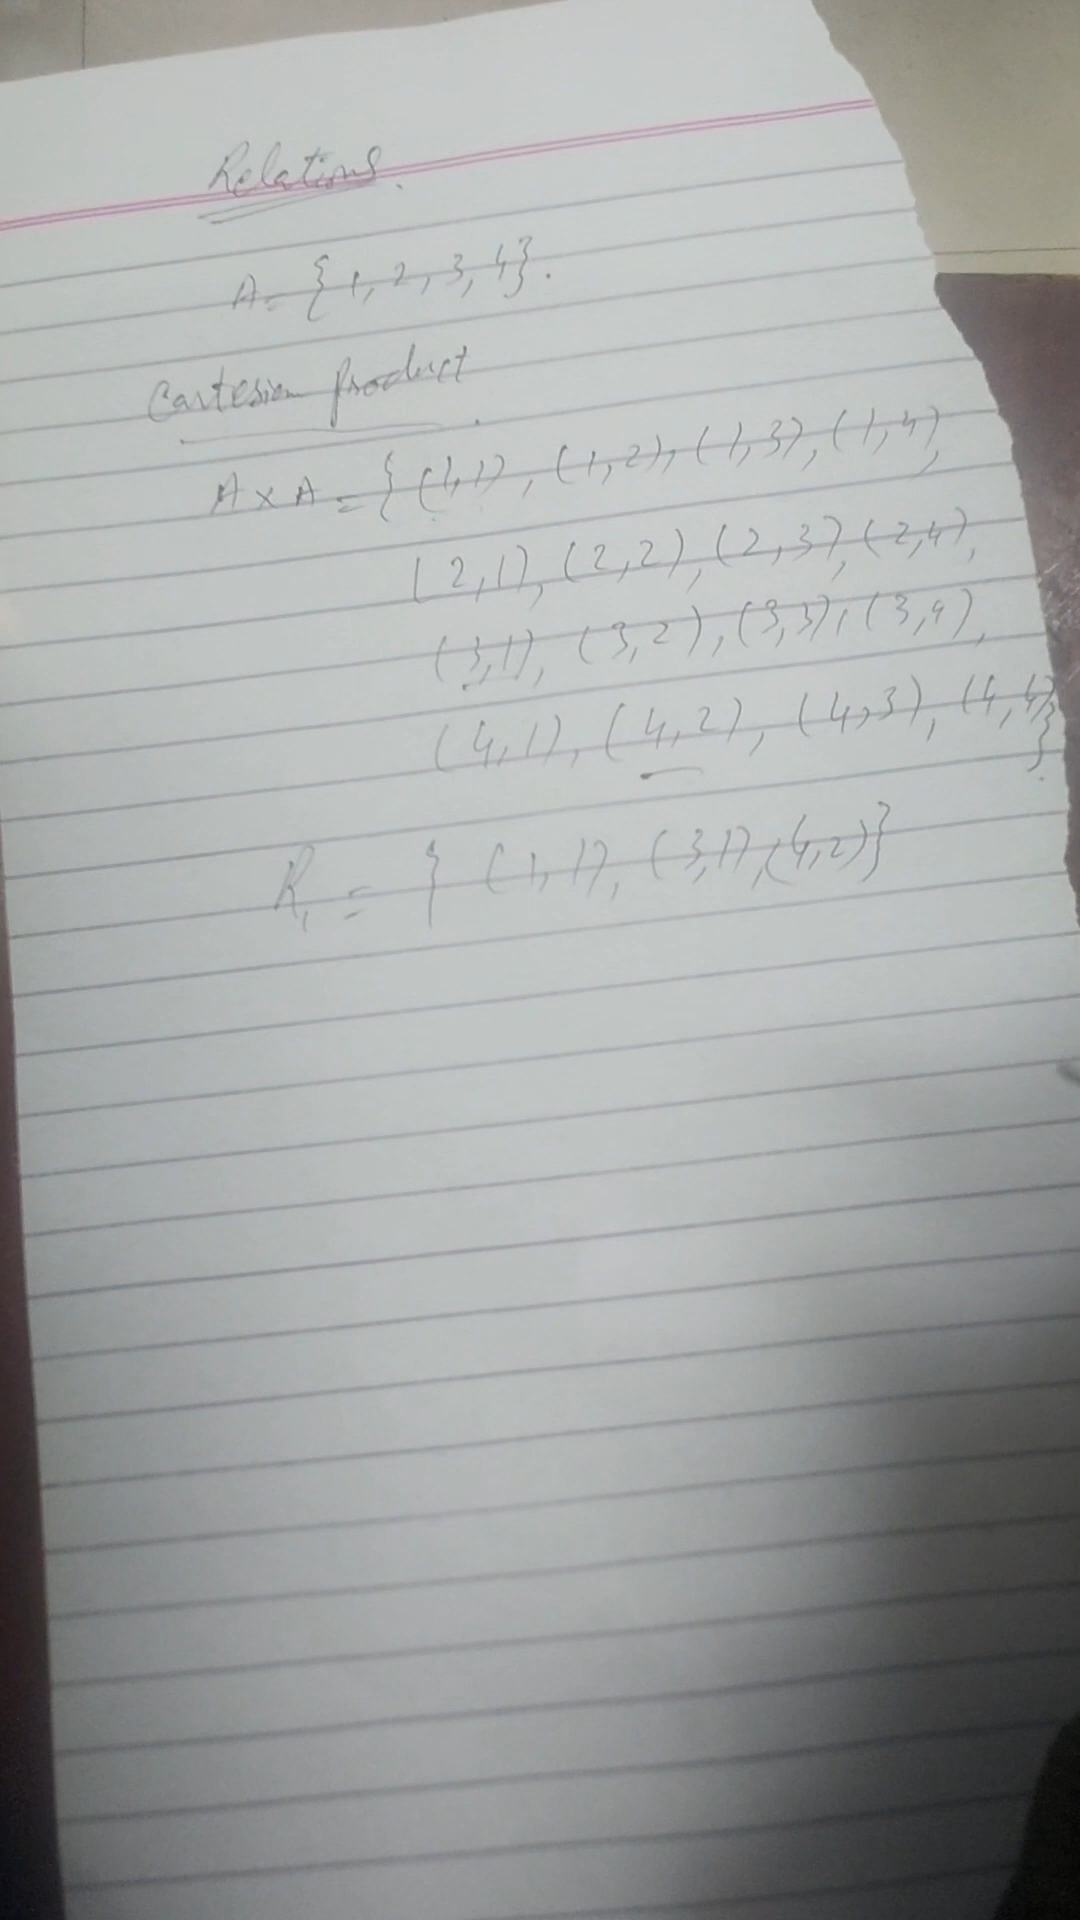 Relations.
A = {1, 2, 3, 4}.
Cartesian Product
A × A = {(1,1), (1,2), (1,3), (1,4),
(2,1), (2,2), (2,3), (2,4),
(3,1), (3,2), (3,3), (3,4),
(4,1), (4,2), (4,3), (4,4)}
R₁ = { (1,1), (3,1), (4,2)}